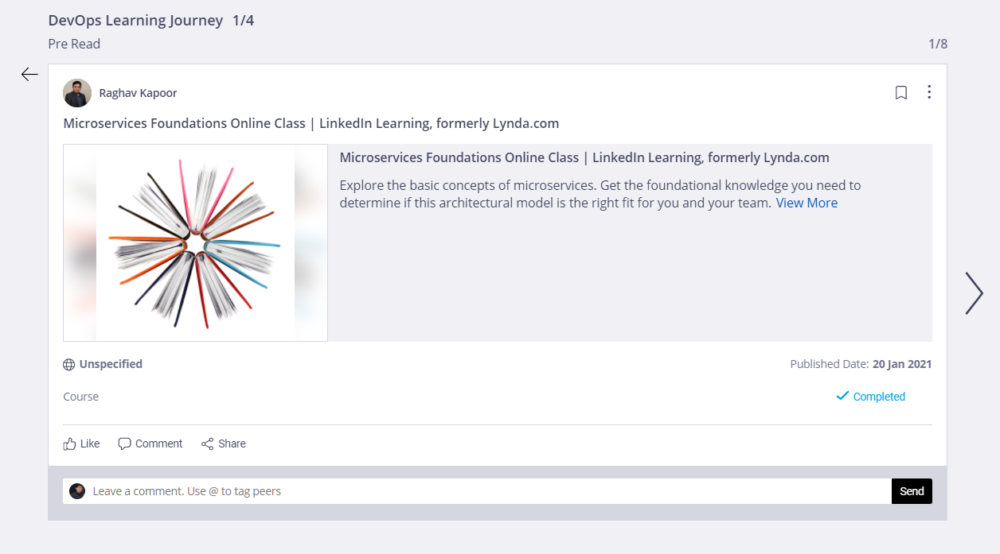 DevOps Learning Journey 1/4
Pre Read
1/8
Raghav Kapoor
Microservices Foundations Online Class | LinkedIn Learning, formerly Lynda.com
Microservices Foundations Online Class | LinkedIn Learning, formerly Lynda.com
Explore the basic concepts of microservices. Get the foundational knowledge you need to
determine if this architectural model is the right fit for you and your team. View More
Unspecified
Published Date: 20 Jan 2021
Course
Completed
Like Comment Share
Leave a comment. Use @ to tag peers
Send